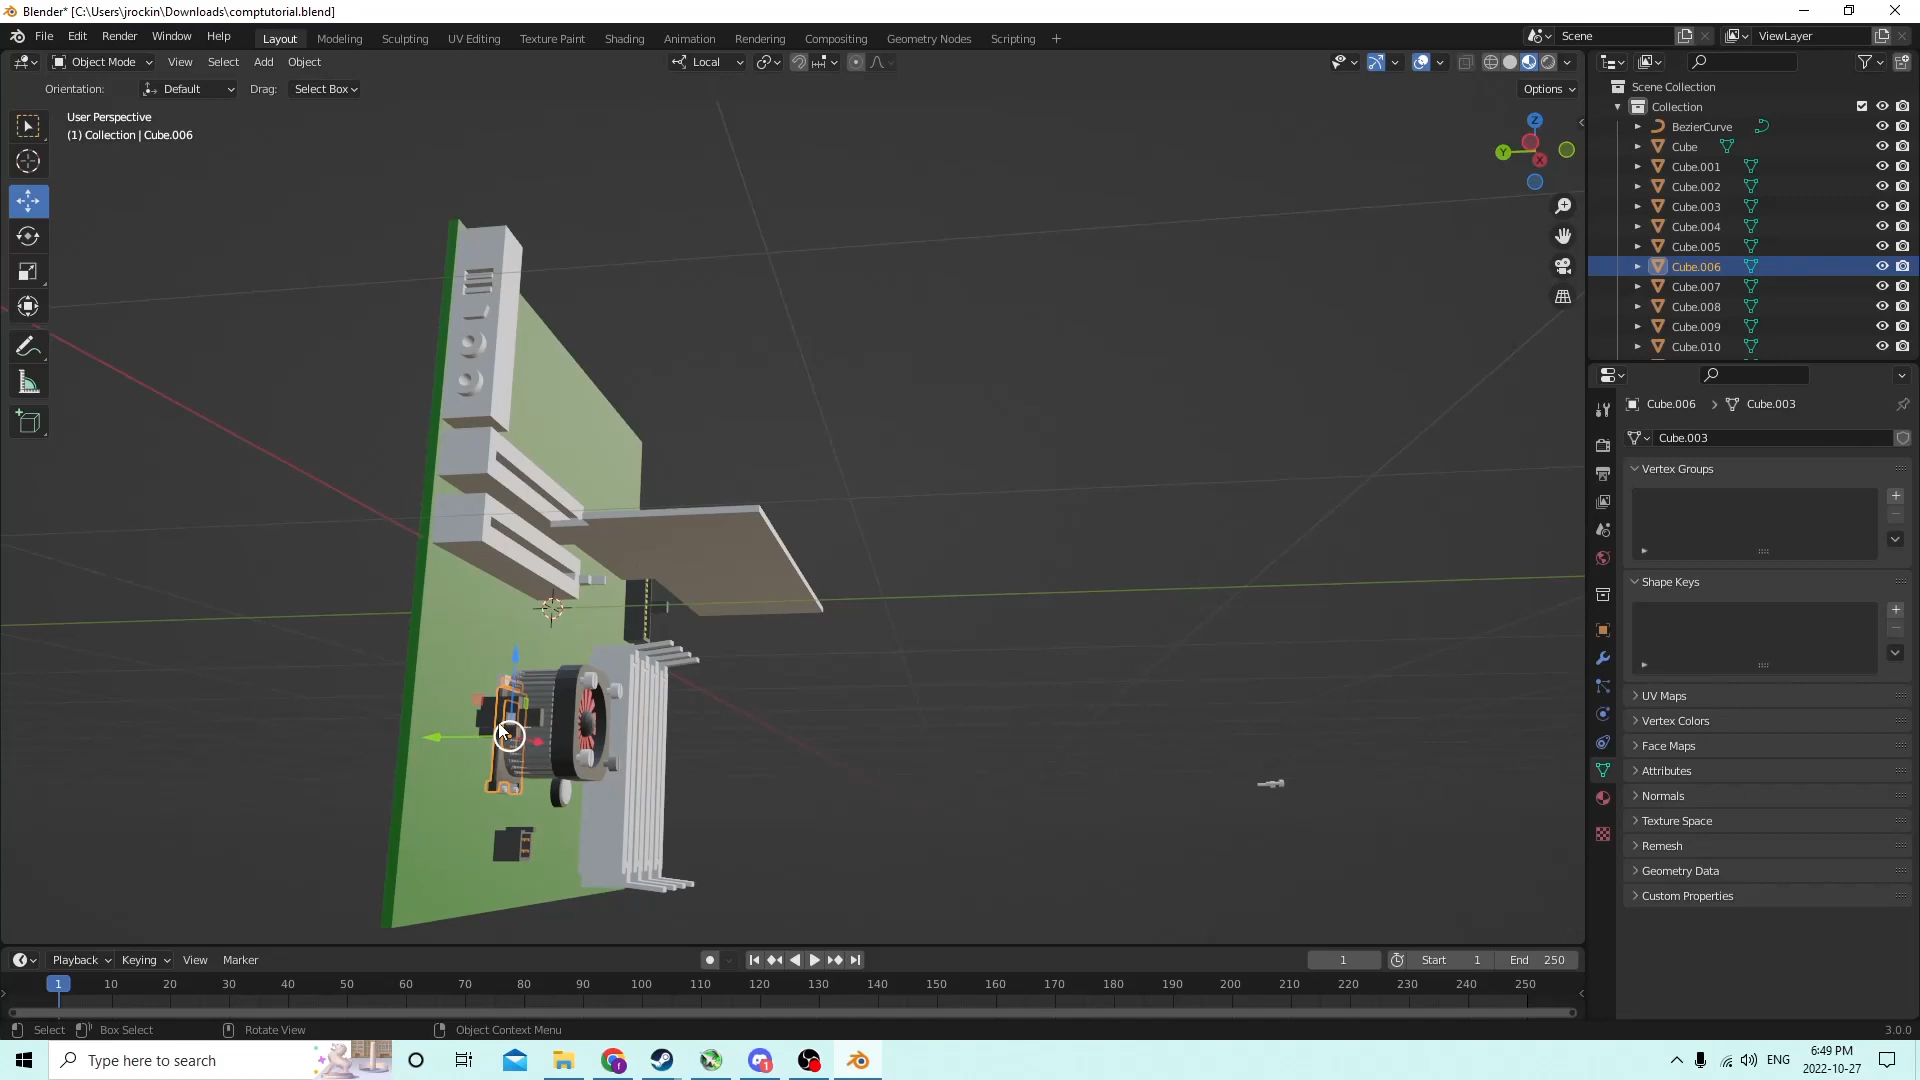 Blender* [C:\Users\jrockin\Downloads\comptutorial.blend]
File Edit Render Window Help Layout Modeling Sculpting UV Editing Texture Paint Shading Animation Rendering Compositing Geometry Nodes Scripting + Scene ViewLayer
Object Mode View Select Add Object Local
Orientation: Default Drag: Select Box Options
User Perspective
(1) Collection | Cube.006
Z
Y
X
Scene Collection
Collection
BezierCurve
Cube
Cube.001
Cube.002
Cube.003
Cube.004
Cube.005
Cube.006
Cube.007
Cube.008
Cube.009
Cube.010
Cube.006 > Cube.003
Cube.003
Vertex Groups
Shape Keys
UV Maps
Vertex Colors
Face Maps
Attributes
Normals
Texture Space
Remesh
Geometry Data
Custom Properties
Playback Keying View Marker 1 Start 1 End 250
1 10 20 30 40 50 60 70 80 90 100 110 120 130 140 150 160 170 180 190 200 210 220 230 240 250
Select Box Select Rotate View Object Context Menu 3.0.0
Type here to search ENG 6:49 PM
2022-10-27